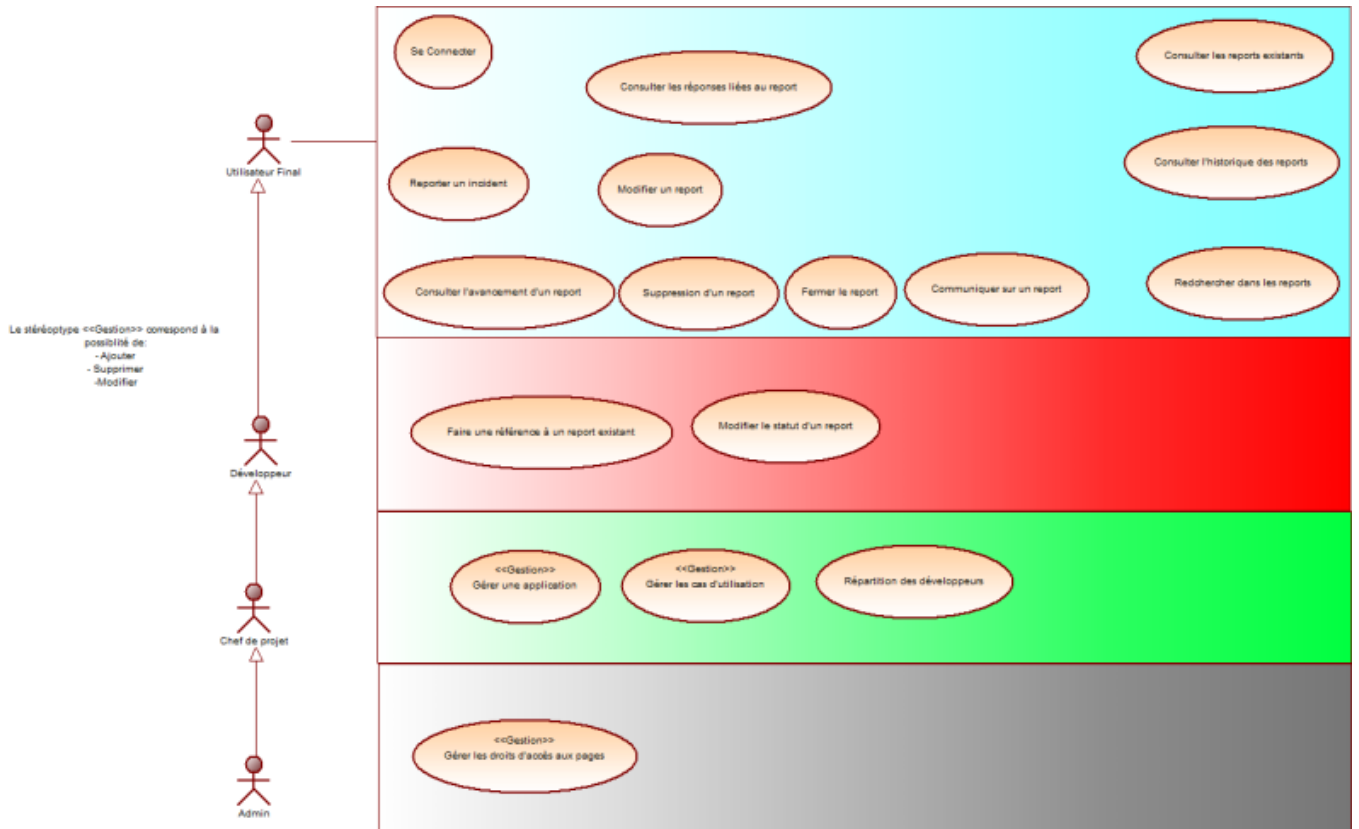 Se Connecter
Consulter les réponses liées au report
Consulter les reports existants
Utilisateur Final
Reporter un incident
Modifier un report
Consulter l'historique des reports
Consulter l'avancement d'un report
Suppression d'un report
Fermer le report
Communiquer sur un report
Redchercher dans les reports
Le stéréoptype <<Gestion>> correspond à la
possiblité de:
- Ajouter
- Supprimer
-Modifier
Développeur
Faire une référence à un report existant
Modifier le statut d'un report
Chef de projet
<<Gestion>>
Gérer une application
<<Gestion>>
Gérer les cas d'utilisation
Répartition des développeurs
Admin
<<Gestion>>
Gérer les droits d'accès aux pages